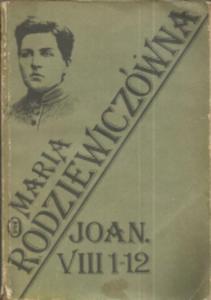 MARIA
RODZIEWICZÓWNA
JOAN.
VIII 1-12